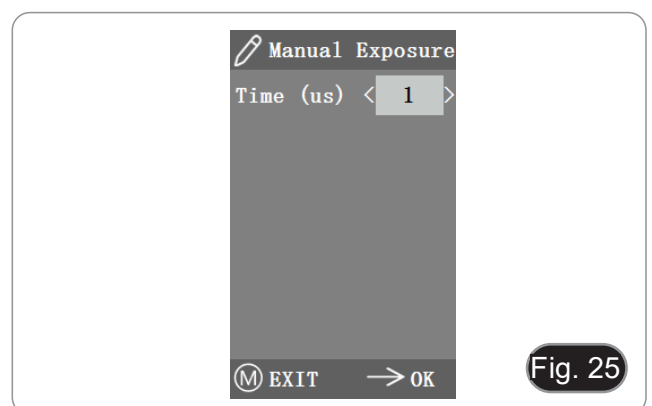 Manual Exposure
Time (us) < 1 >
M EXIT → OK
Fig. 25